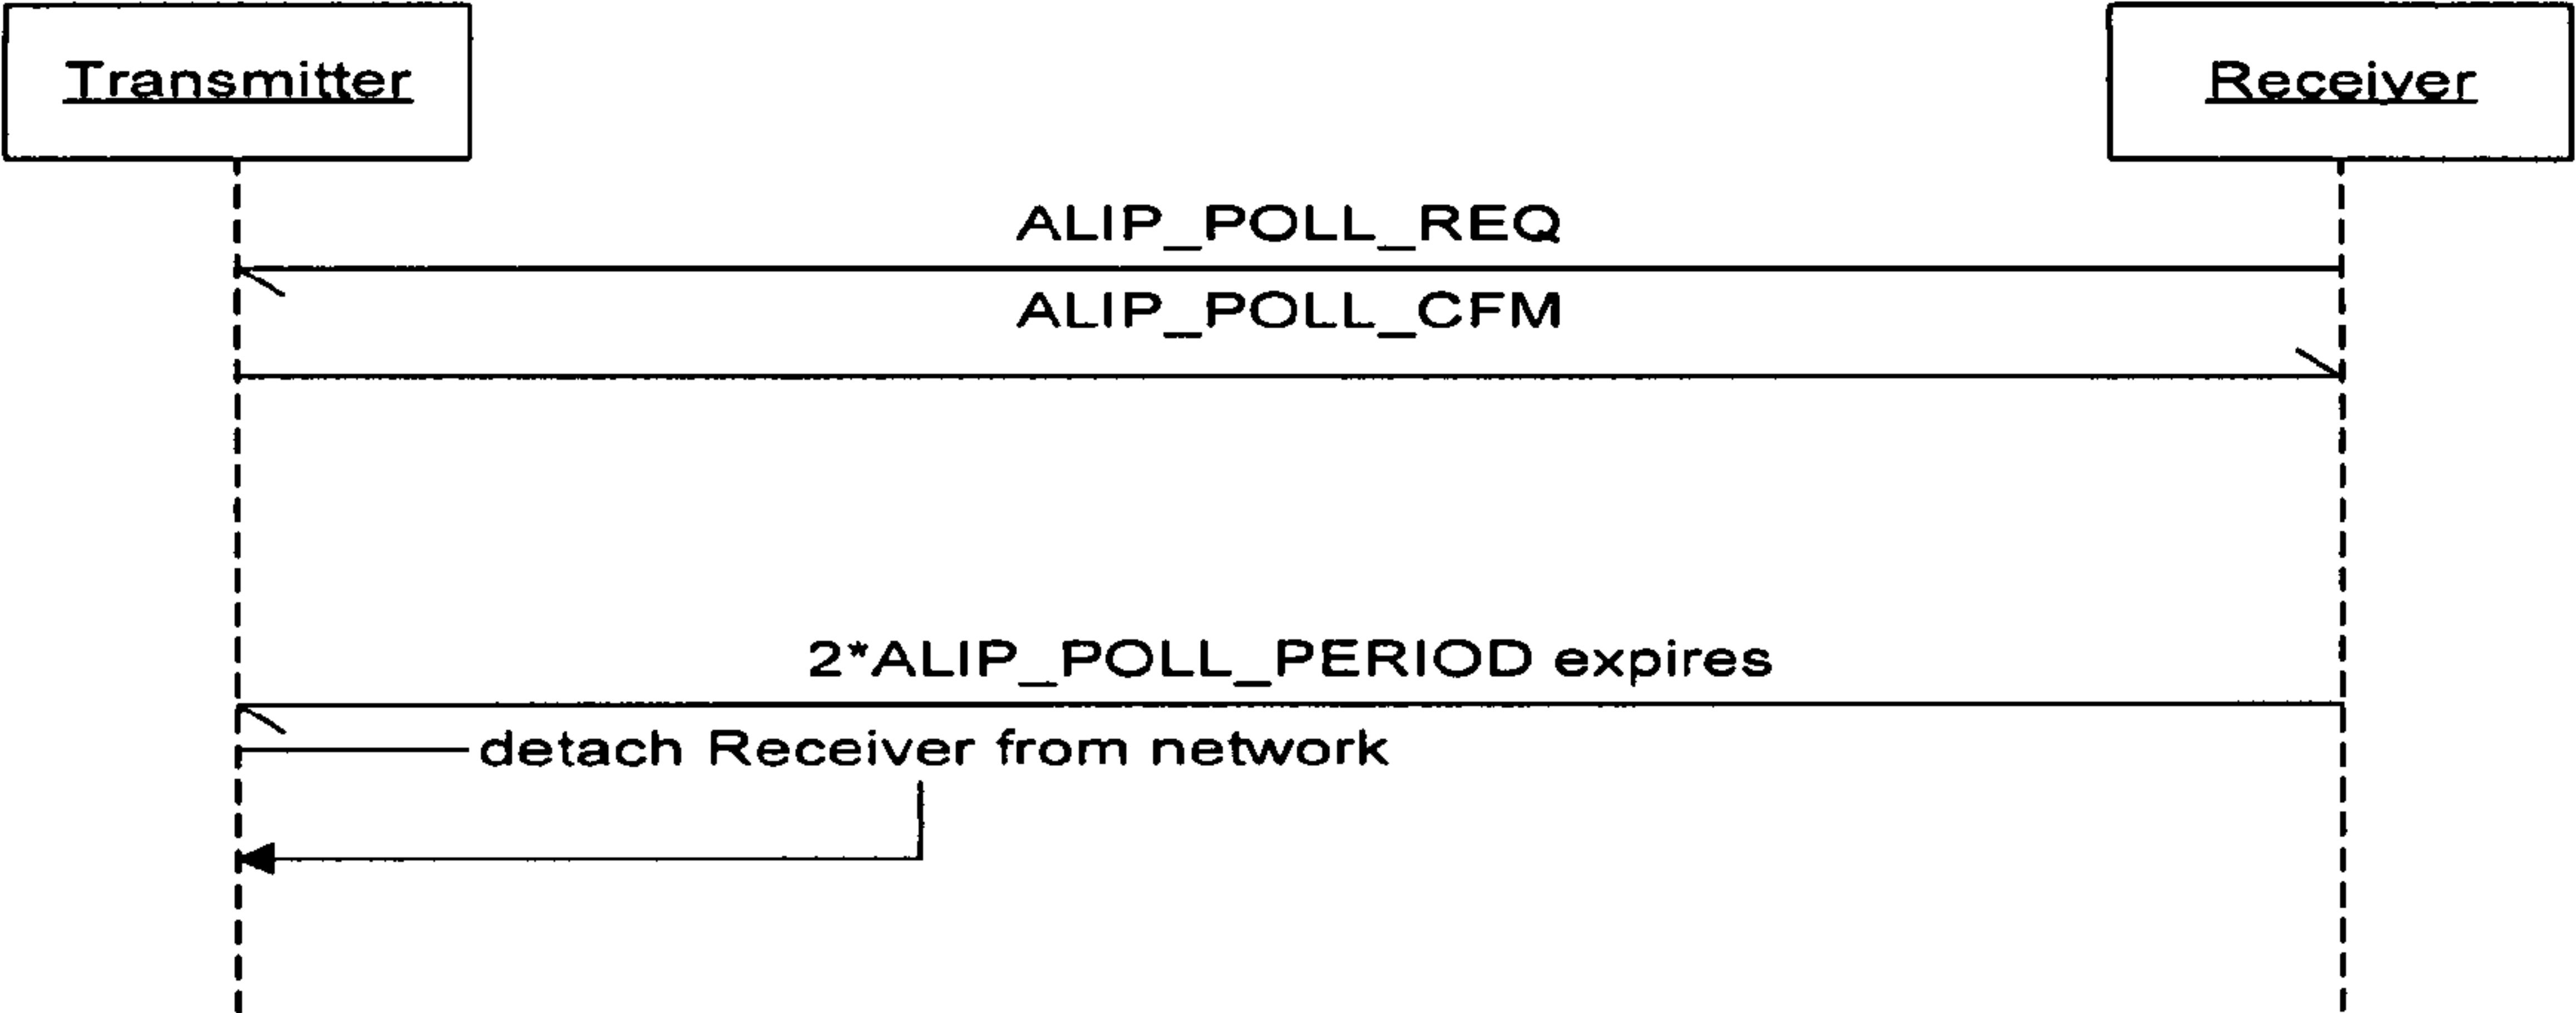 Transmitter
Receiver
ALIP_POLL_REQ
ALIP_POLL_CFM
2*ALIP_POLL_PERIOD expires
detach Receiver from network